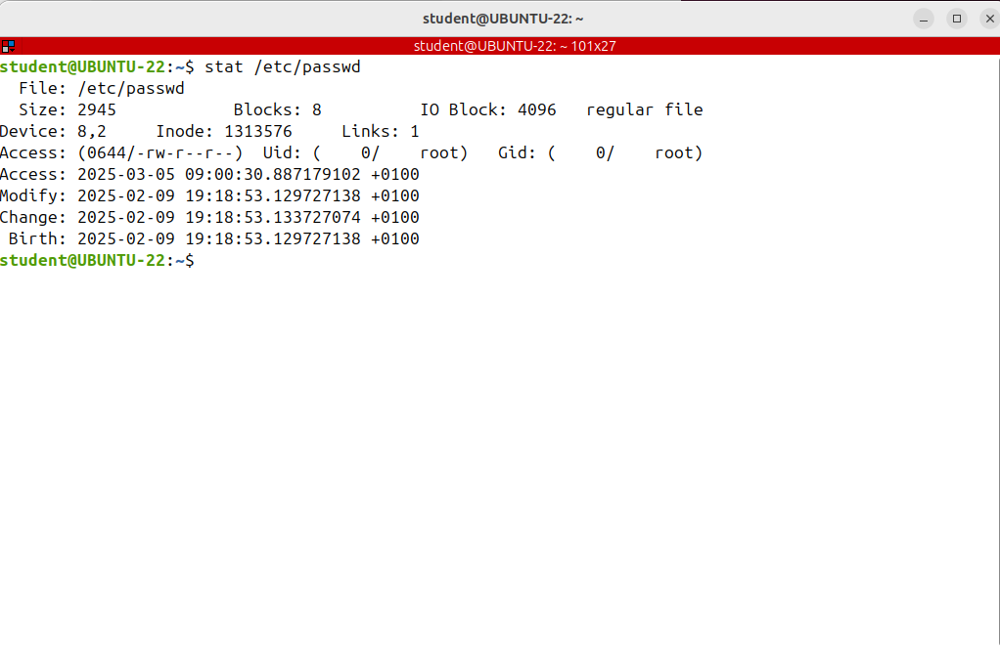 student@UBUNTU-22: ~
student@UBUNTU-22: ~ 101x27
student@UBUNTU-22:~$ stat /etc/passwd
  File: /etc/passwd
  Size: 2945            Blocks: 8          IO Block: 4096   regular file
Device: 8,2     Inode: 1313576     Links: 1
Access: (0644/-rw-r--r--)  Uid: (    0/    root)   Gid: (    0/    root)
Access: 2025-03-05 09:00:30.887179102 +0100
Modify: 2025-02-09 19:18:53.129727138 +0100
Change: 2025-02-09 19:18:53.133727074 +0100
 Birth: 2025-02-09 19:18:53.129727138 +0100
student@UBUNTU-22:~$